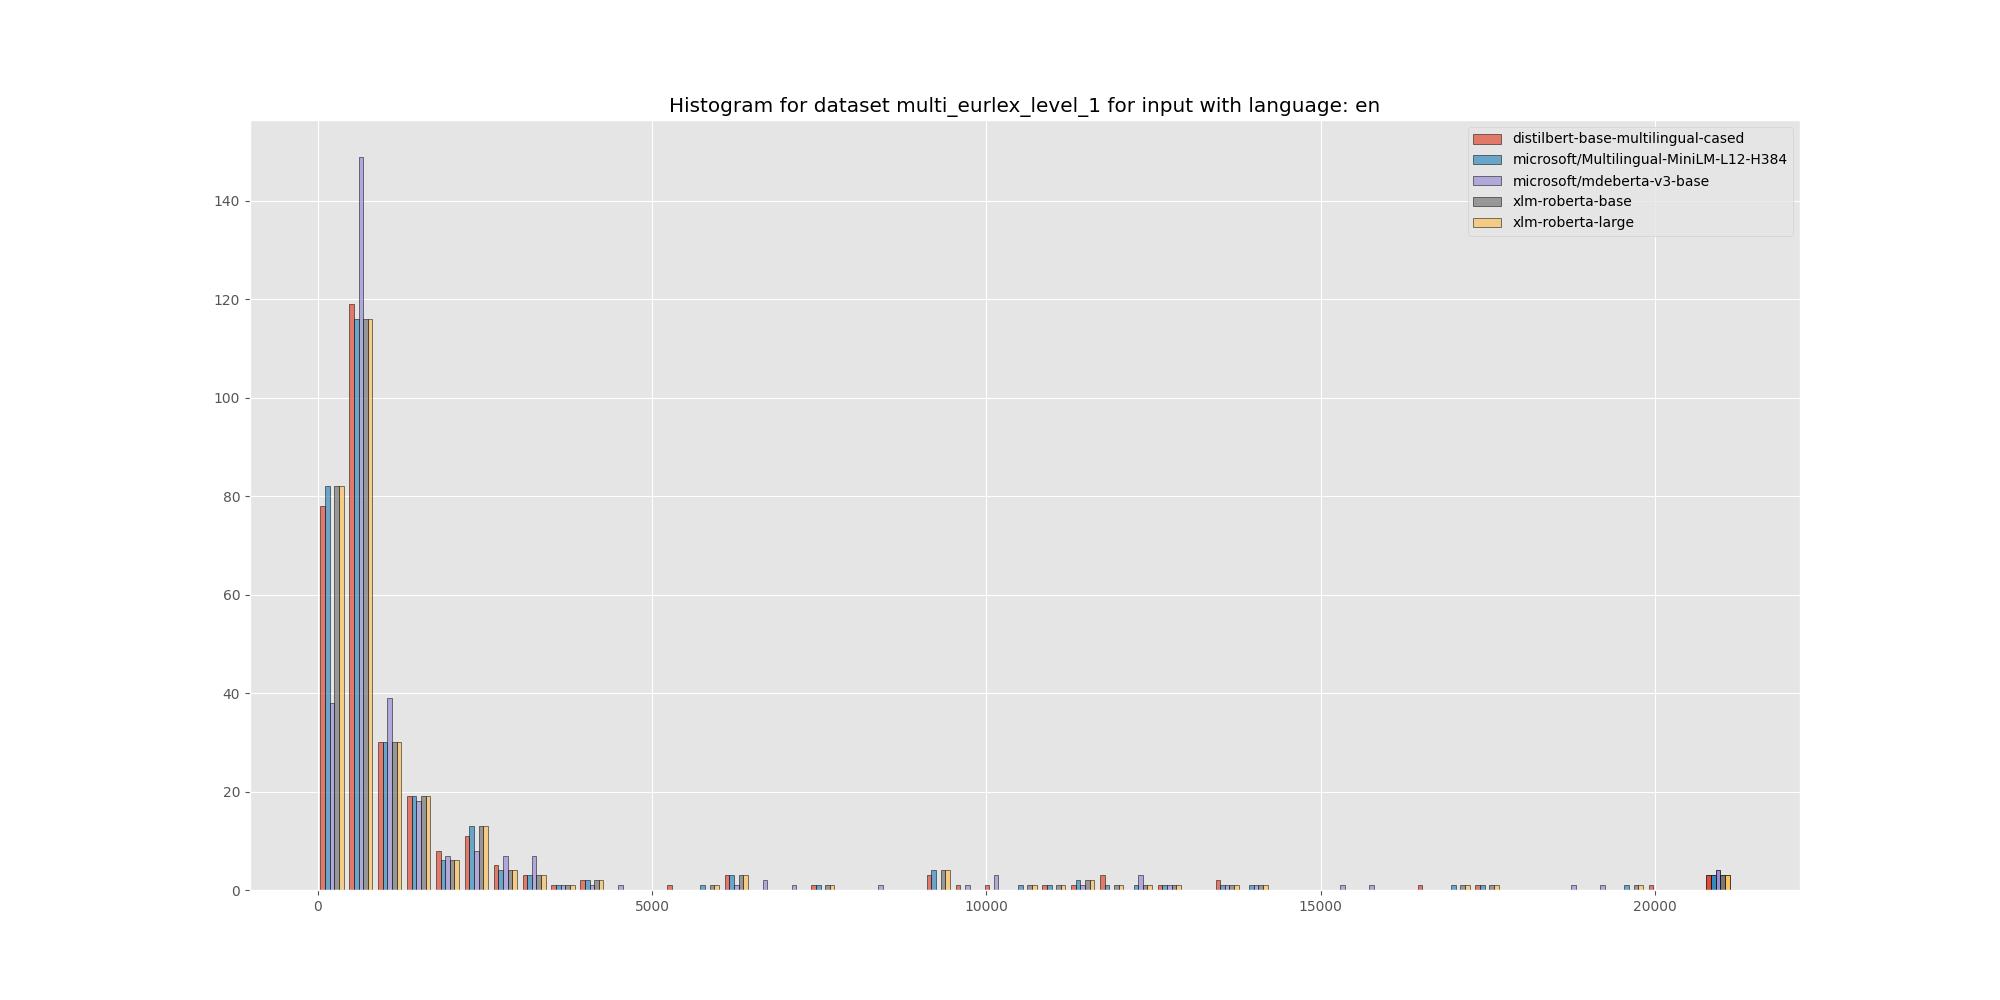 Histogram for dataset multi_eurlex_level_1 for input with language: en
distilbert-base-multilingual-cased
microsoft/Multilingual-MiniLM-L12-H384
microsoft/mdeberta-v3-base
xlm-roberta-base
xlm-roberta-large
140
120
100
80
60
40
20
0
0 5000 10000 15000 20000